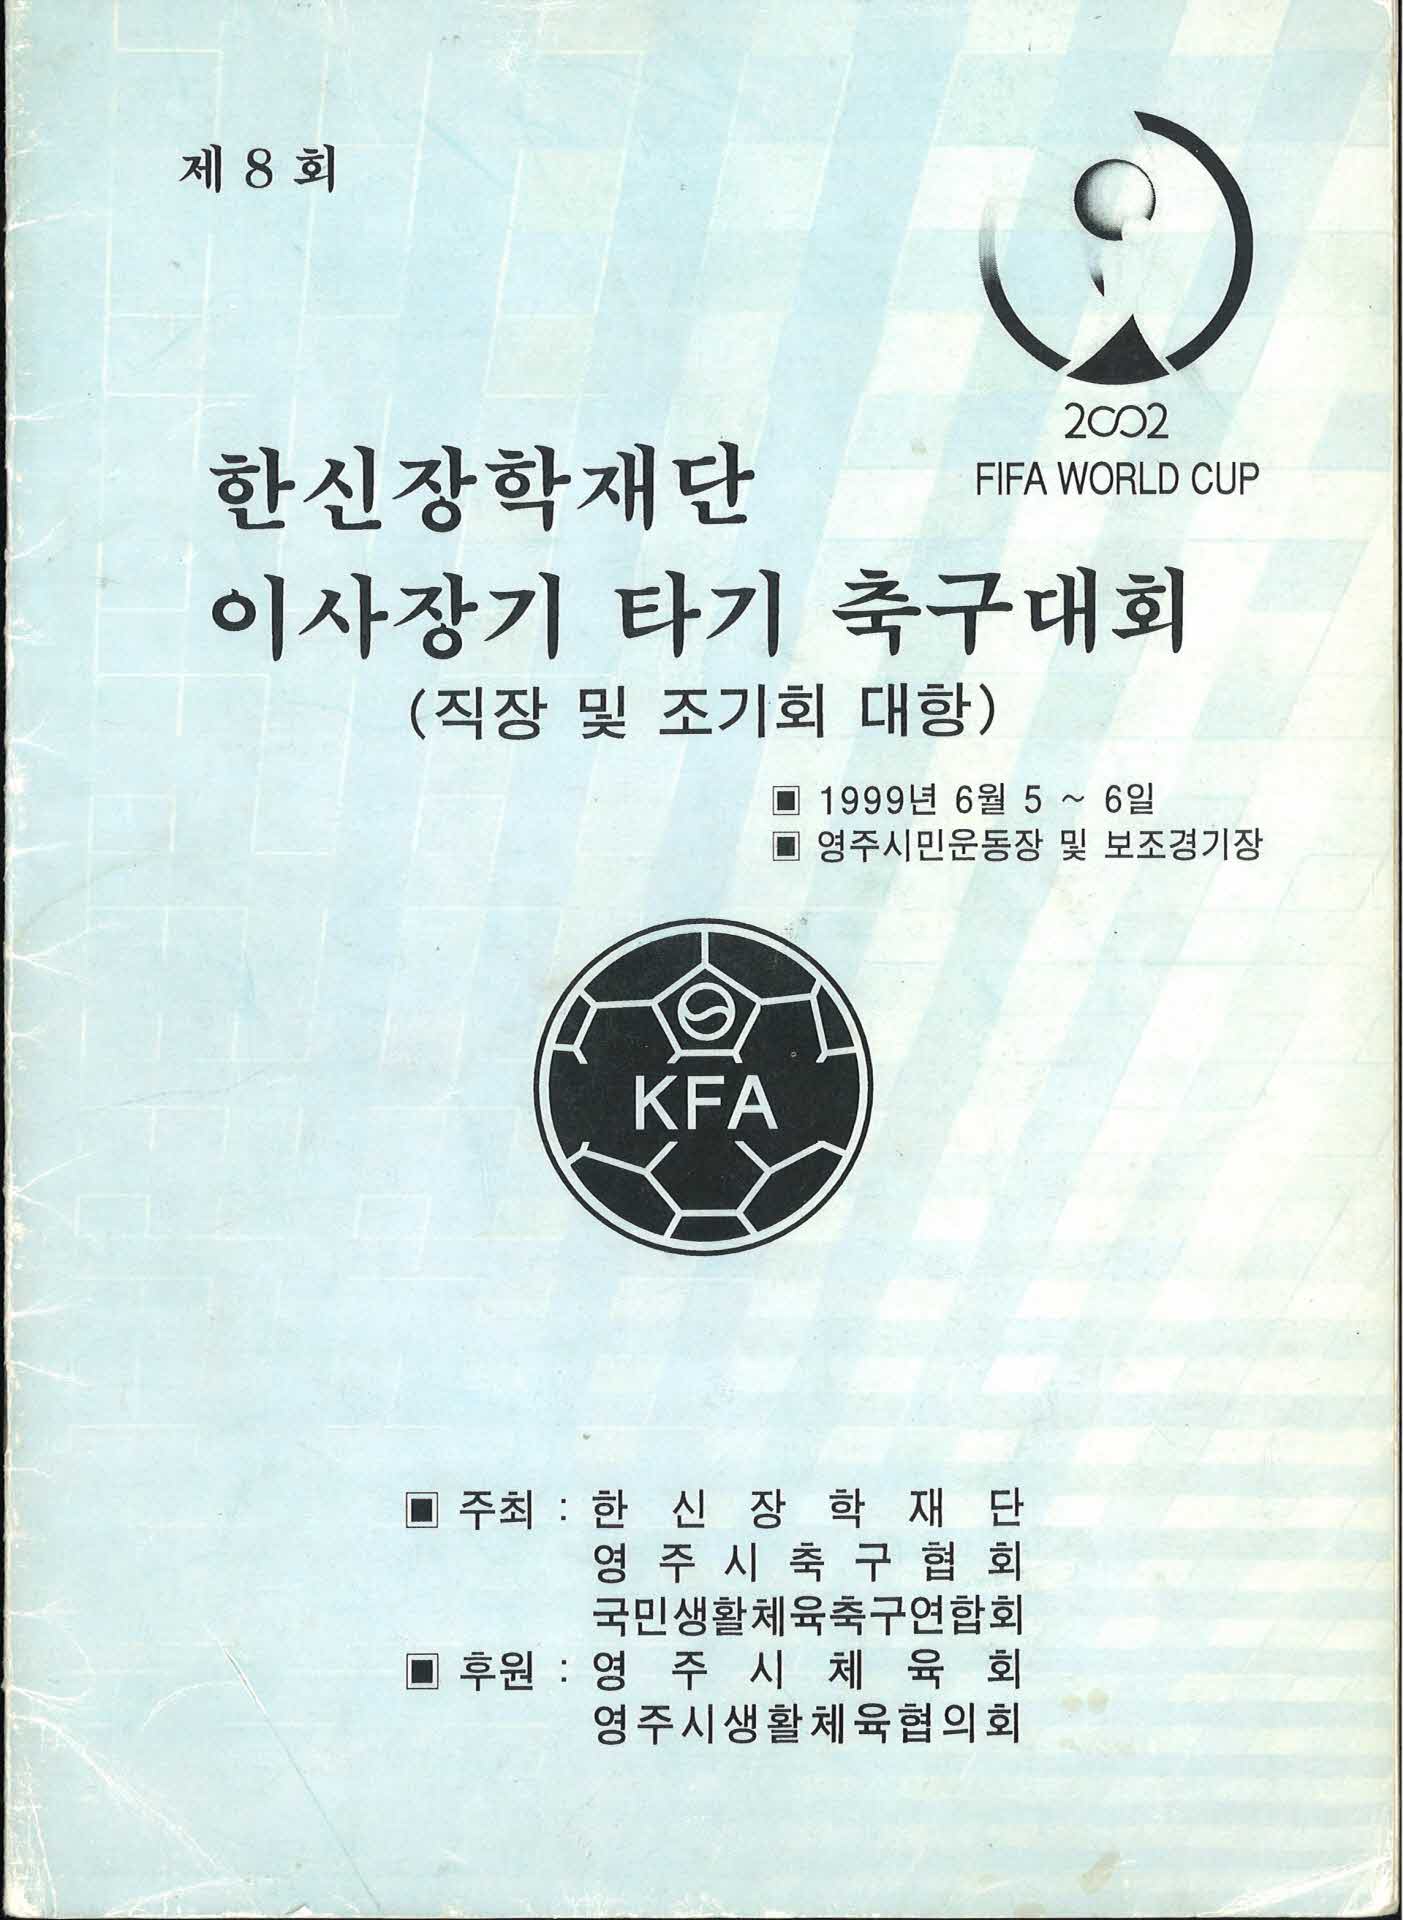 제 8 회
2002
FIFA WORLD CUP
한신장학재단
이사장기 타기 축구대회
(직장 및 조기회 대항)
▣ 1999년 6월 5 ~ 6일
▣ 영주시민운동장 및 보조경기장
KFA
▣ 주최 : 한 신 장 학 재 단
영 주 시 축 구 협 회
국민생활체육축구연합회
▣ 후원 : 영 주 시 체 육 회
영주시생활체육협의회